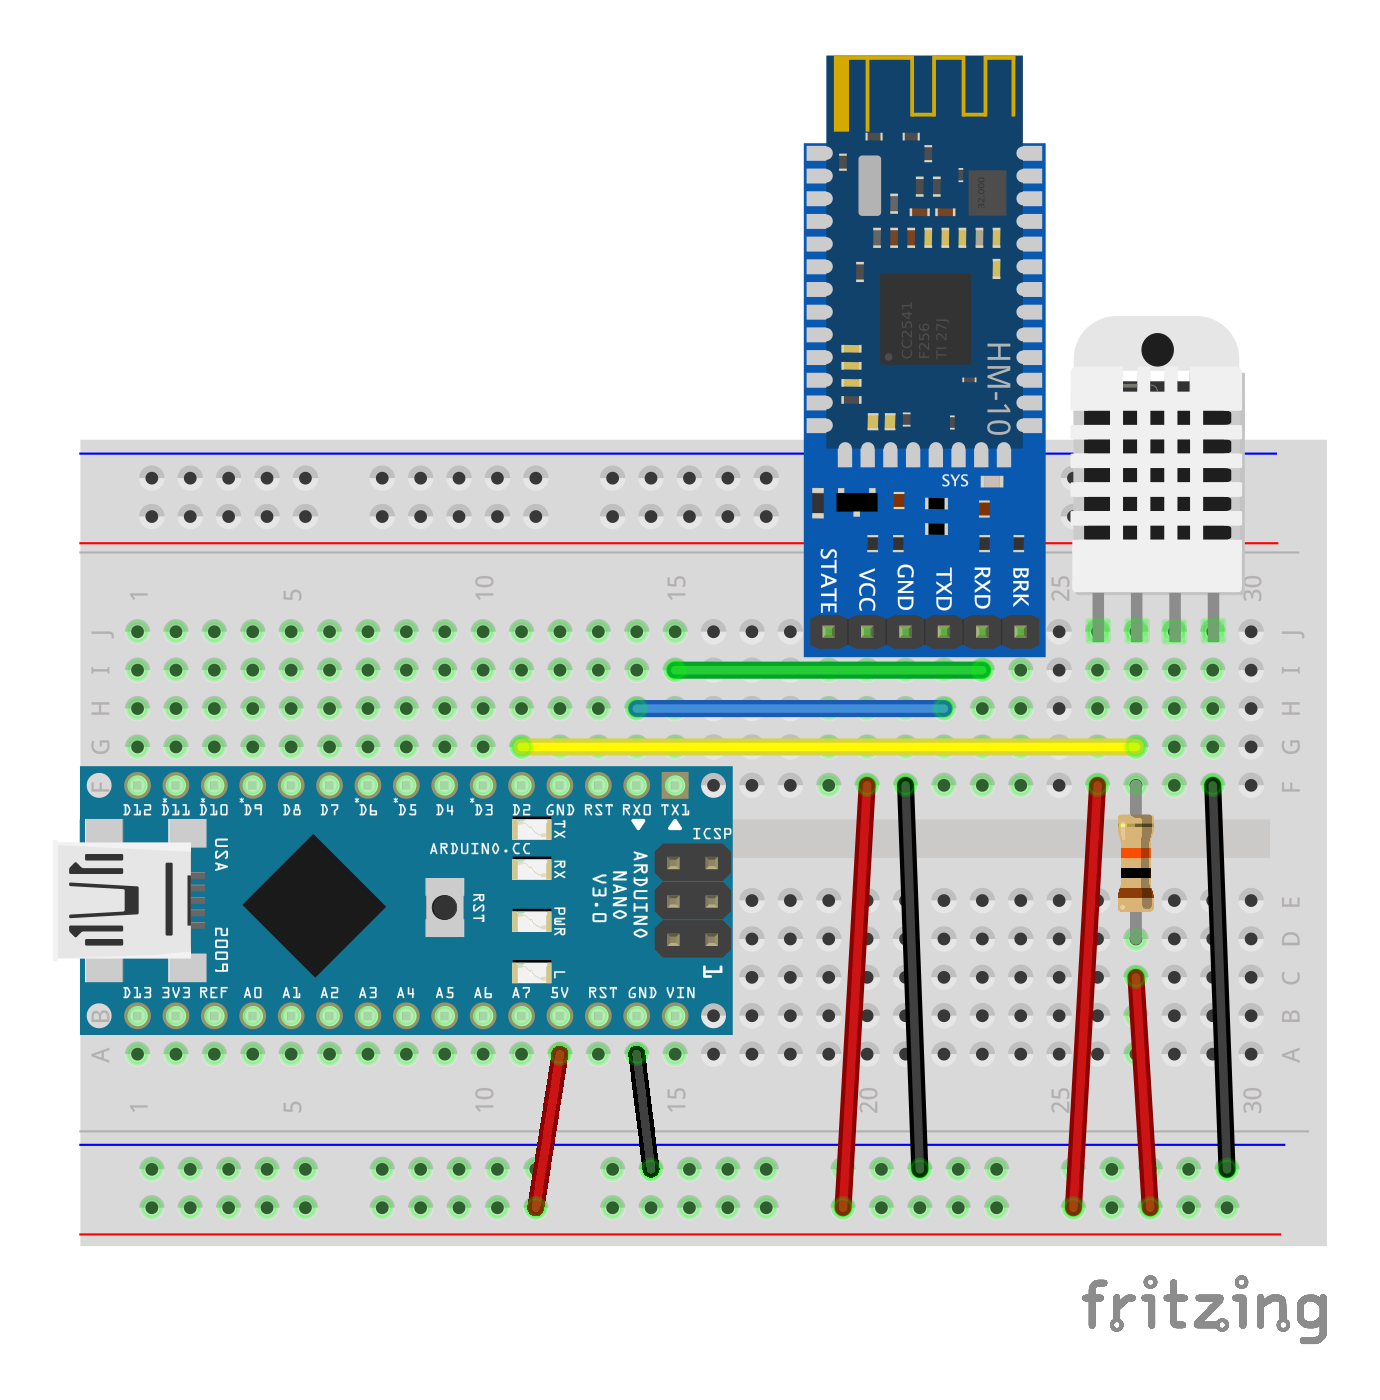 32.000
CC2541
F256
TI 27J
HM-10
SYS
STATE VCC GND TXD RXD BRK
1 5 10 15 25 30
J J
I I
H H
G G
F F
D12 *D11 *D10 *D9 D8 D7 *D6 *D5 D4 *D3 D2 GND RST RX0 TX1
TX
ICSP
USA
ARDUINO.CC
RX
ARDUINO
NANO
V3.0
RST
PWR
2009
L
1
D13 3V3 REF A0 A1 A2 A3 A4 A5 A6 A7 5V RST GND VIN
E
D
C
B B
A A
1 5 10 15 20 25 30
fritzing